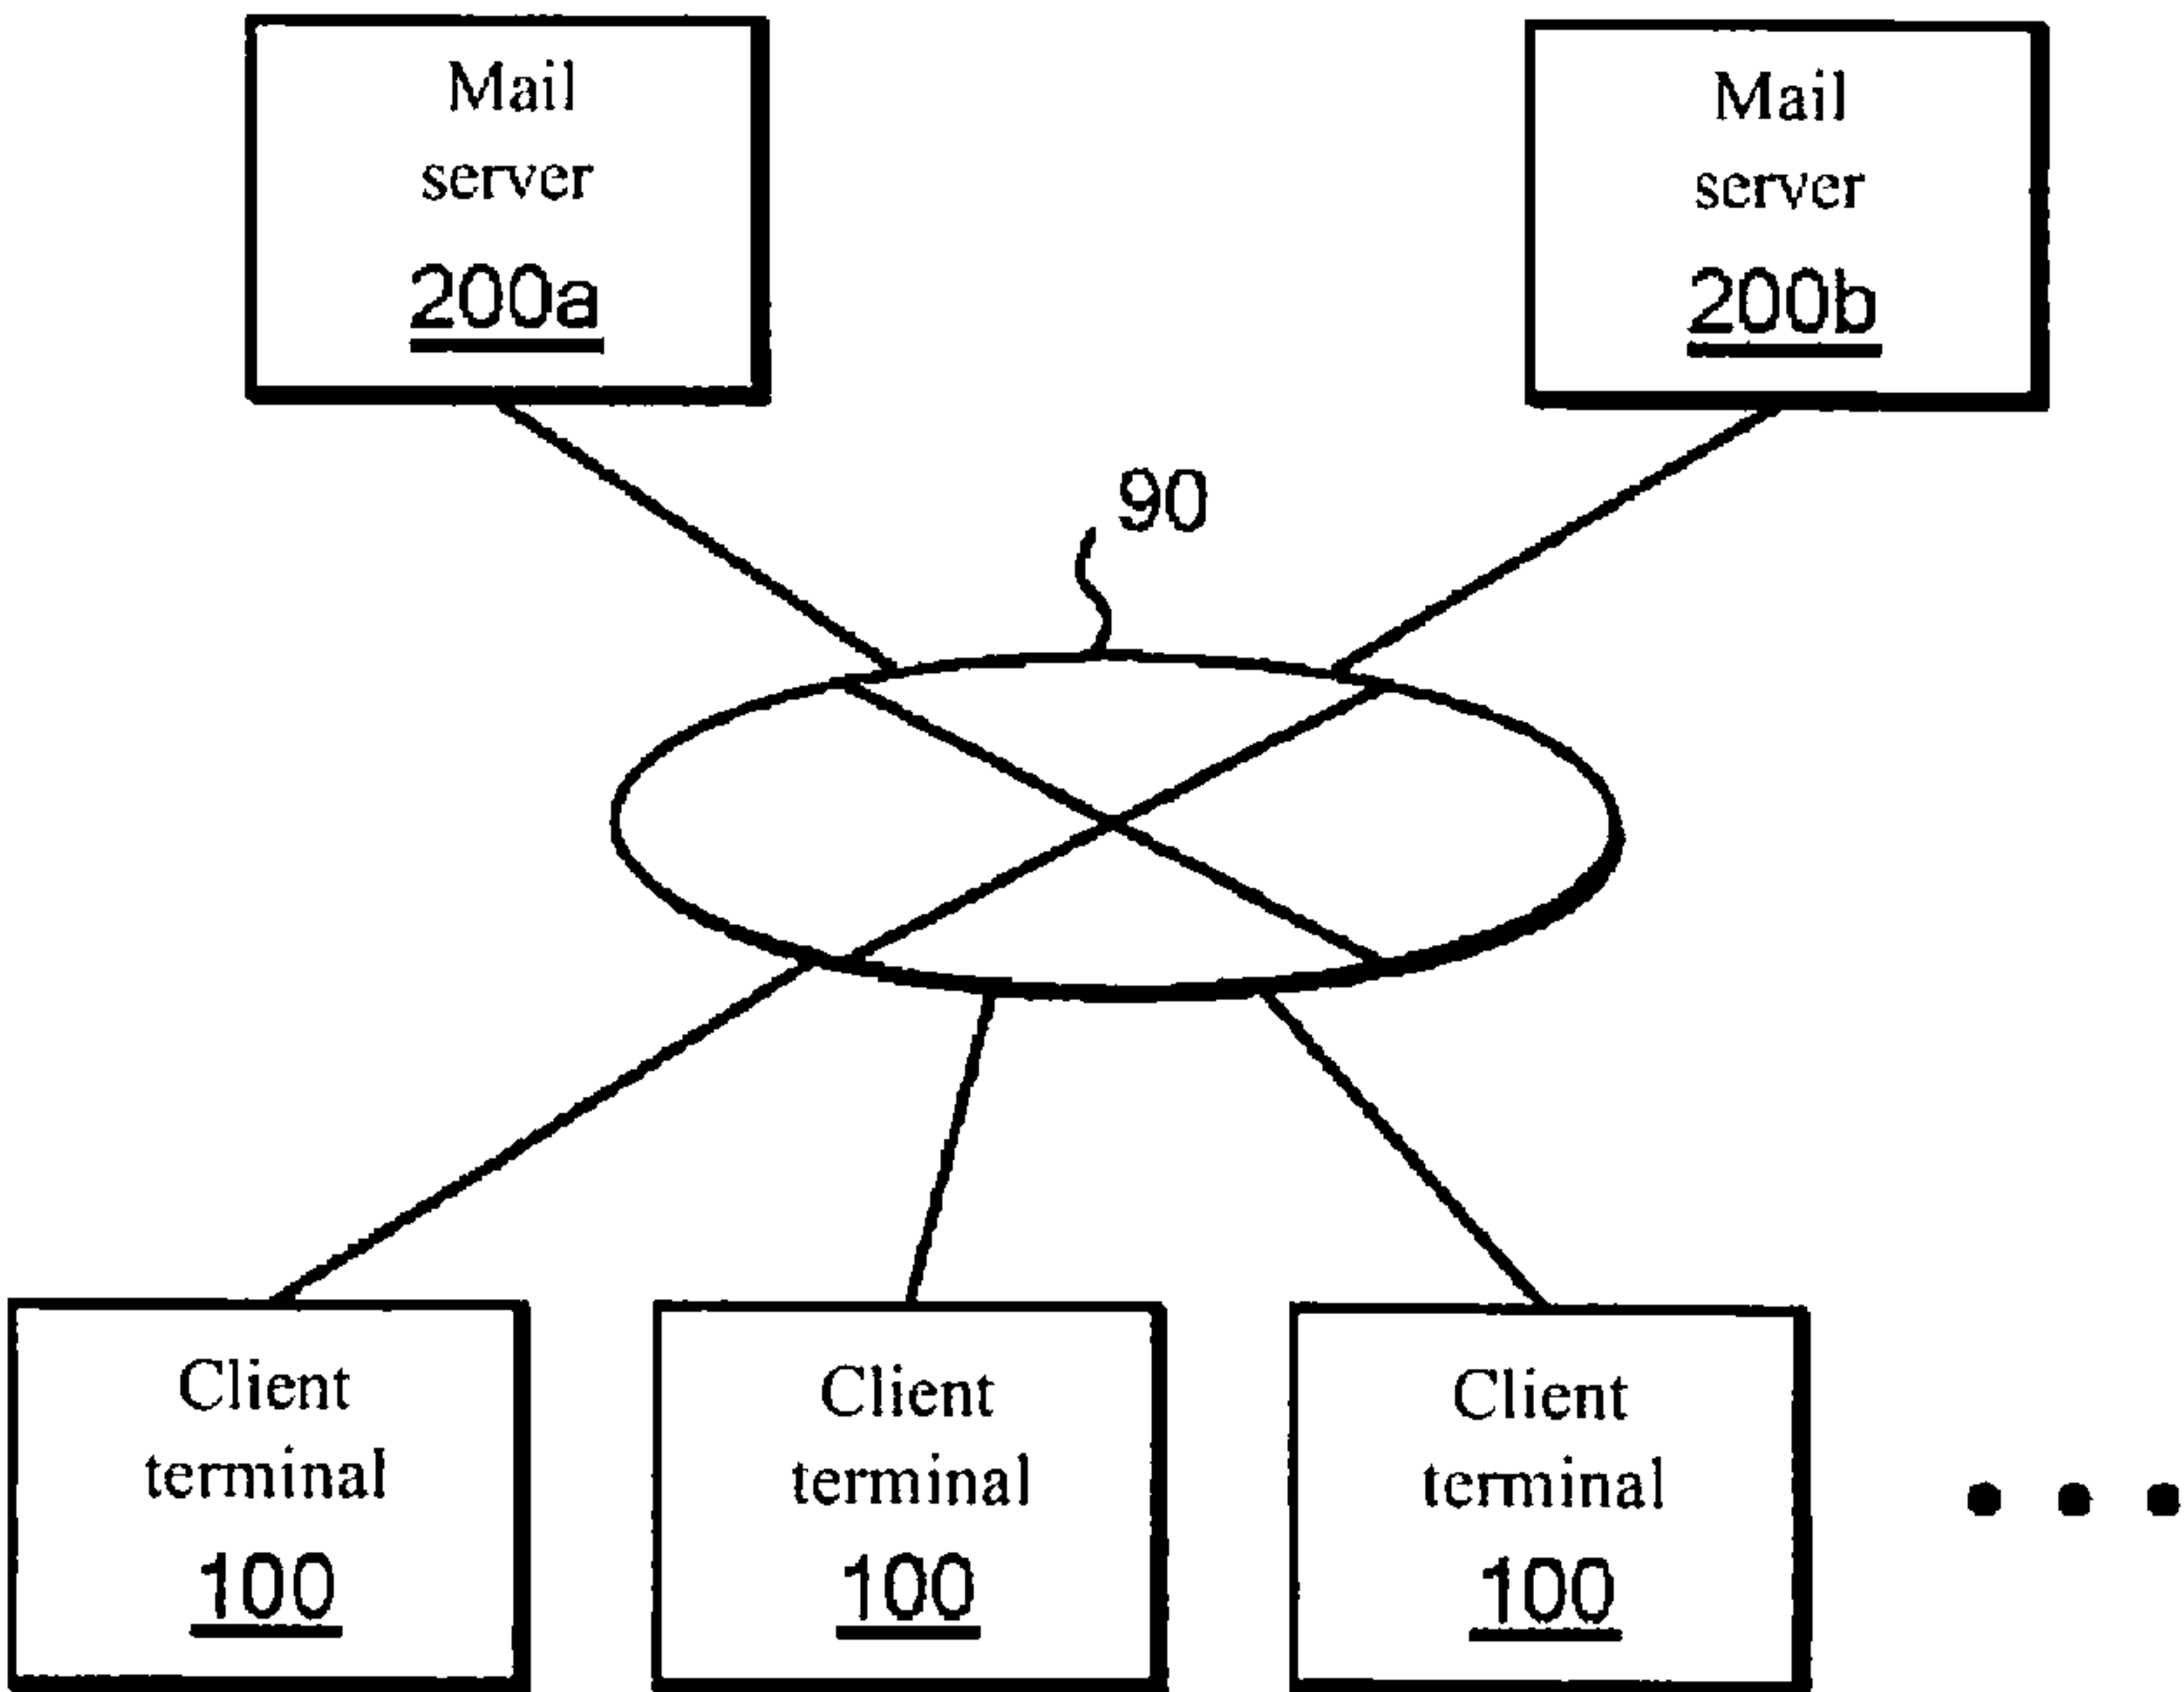 Mail
server
200a
Mail
server
200b
90
Client
terminal
100
Client
terminal
100
Client
terminal
100